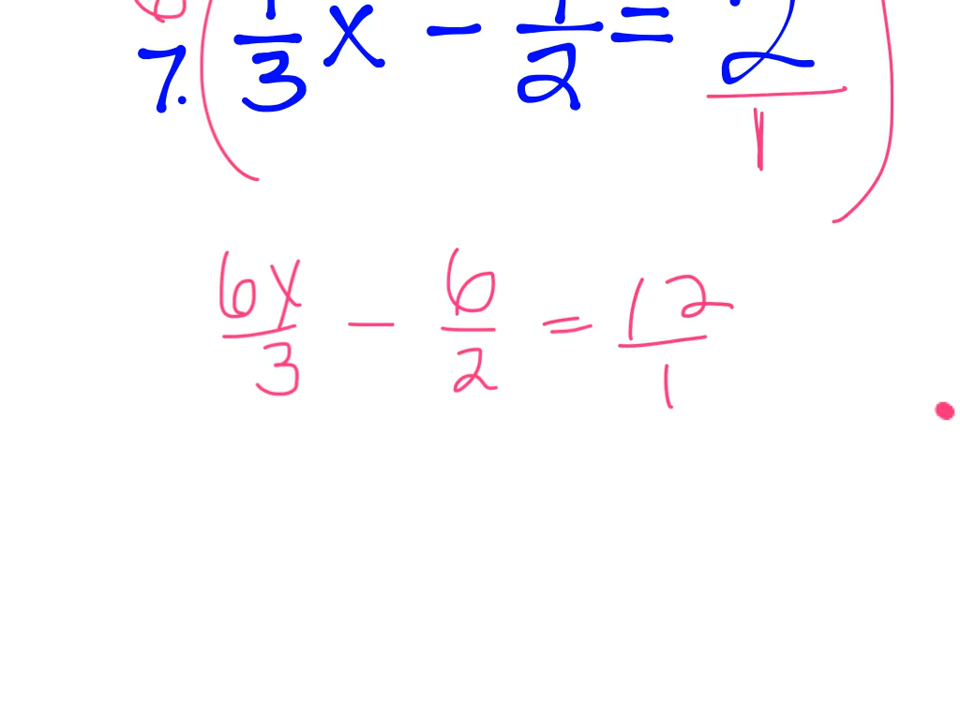 7. ( 1/3 x - 1/2 = 2/1 )
6x/3 - 6/2 = 12/1